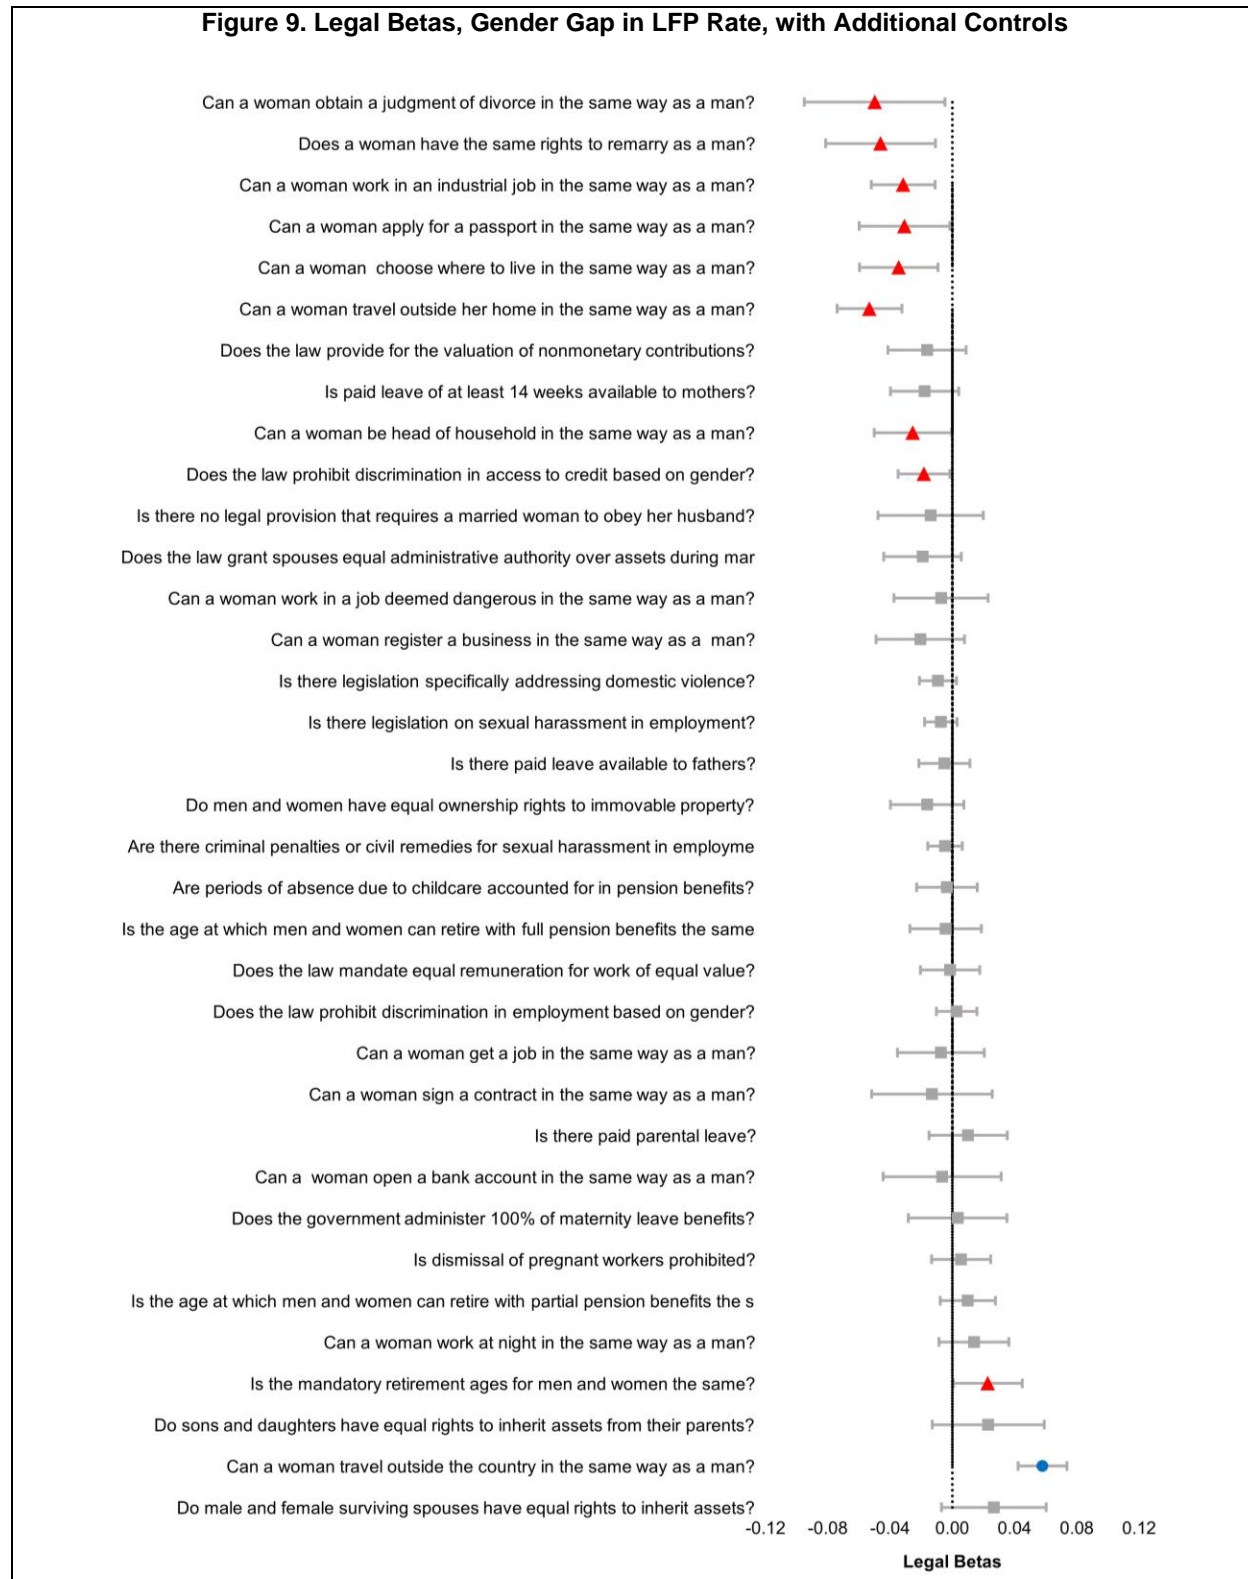 Figure 9. Legal Betas, Gender Gap in LFP Rate, with Additional Controls
Can a woman obtain a judgment of divorce in the same way as a man?
Does a woman have the same rights to remarry as a man?
Can a woman work in an industrial job in the same way as a man?
Can a woman apply for a passport in the same way as a man?
Can a woman  choose where to live in the same way as a man?
Can a woman travel outside her home in the same way as a man?
Does the law provide for the valuation of nonmonetary contributions?
Is paid leave of at least 14 weeks available to mothers?
Can a woman be head of household in the same way as a man?
Does the law prohibit discrimination in access to credit based on gender?
Is there no legal provision that requires a married woman to obey her husband?
Does the law grant spouses equal administrative authority over assets during mar
Can a woman work in a job deemed dangerous in the same way as a man?
Can a woman register a business in the same way as a  man?
Is there legislation specifically addressing domestic violence?
Is there legislation on sexual harassment in employment?
Is there paid leave available to fathers?
Do men and women have equal ownership rights to immovable property?
Are there criminal penalties or civil remedies for sexual harassment in employme
Are periods of absence due to childcare accounted for in pension benefits?
Is the age at which men and women can retire with full pension benefits the same
Does the law mandate equal remuneration for work of equal value?
Does the law prohibit discrimination in employment based on gender?
Can a woman get a job in the same way as a man?
Can a woman sign a contract in the same way as a man?
Is there paid parental leave?
Can a  woman open a bank account in the same way as a man?
Does the government administer 100% of maternity leave benefits?
Is dismissal of pregnant workers prohibited?
Is the age at which men and women can retire with partial pension benefits the s
Can a woman work at night in the same way as a man?
Is the mandatory retirement ages for men and women the same?
Do sons and daughters have equal rights to inherit assets from their parents?
Can a woman travel outside the country in the same way as a man?
Do male and female surviving spouses have equal rights to inherit assets?
-0.12 -0.08 -0.04 0.00 0.04 0.08 0.12
Legal Betas